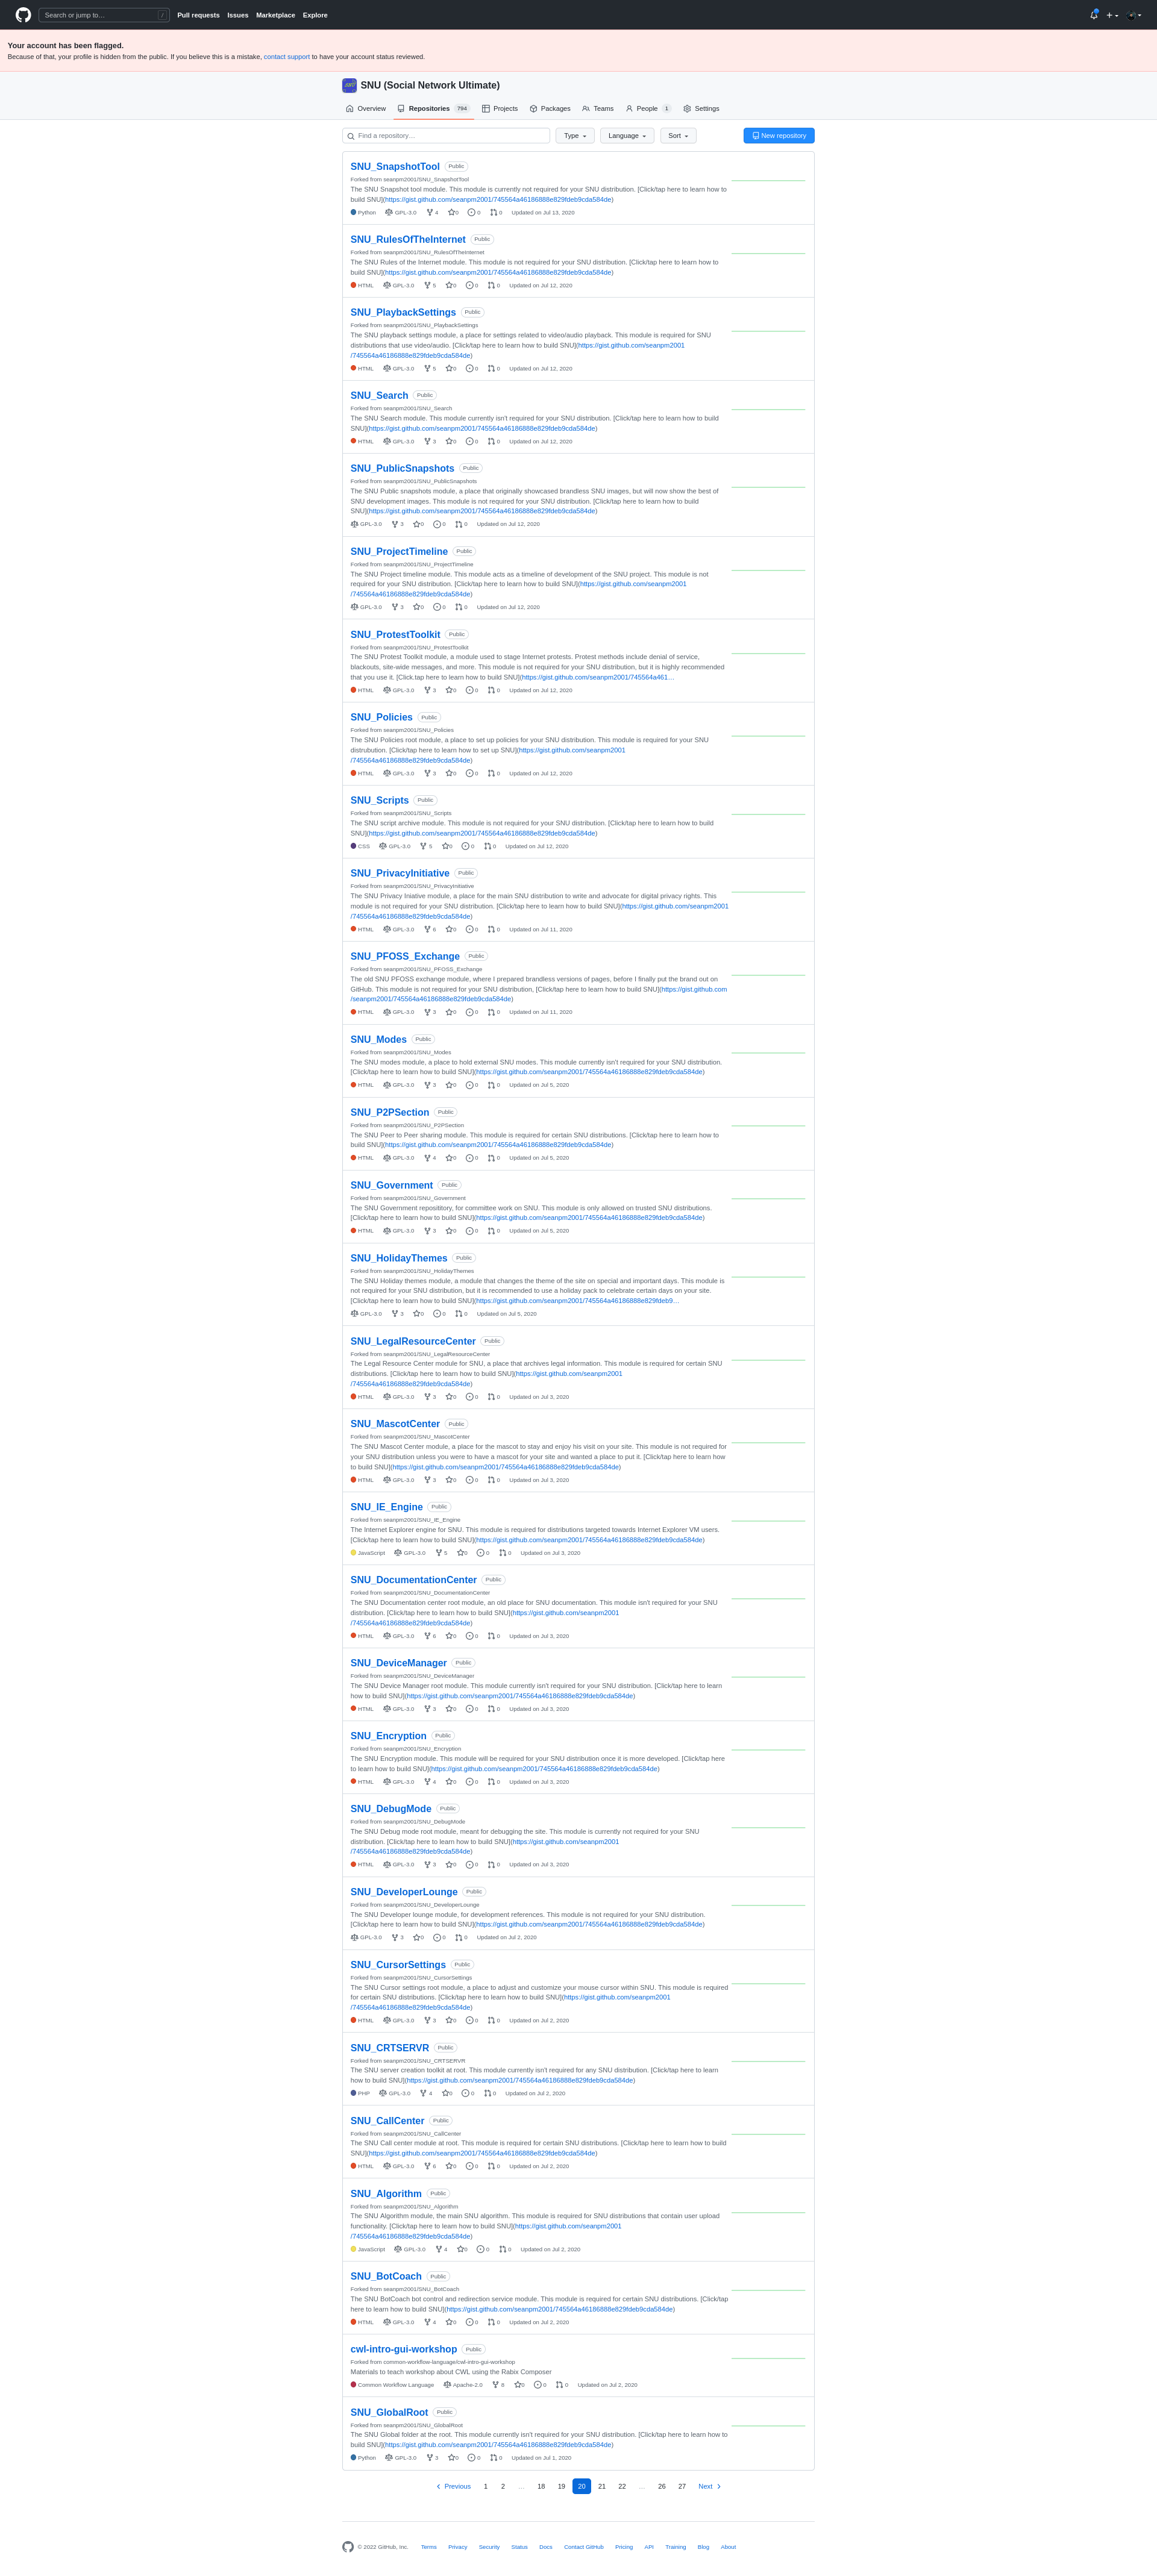 Search or jump to…
/
Pull requests Issues Marketplace Explore
Your account has been flagged.
Because of that, your profile is hidden from the public. If you believe this is a mistake, contact support to have your account status reviewed.
SNU (Social Network Ultimate)
Overview Repositories 794 Projects Packages Teams People 1 Settings
Find a repository… Type Language Sort New repository
SNU_SnapshotTool Public
Forked from seanpm2001/SNU_SnapshotTool
The SNU Snapshot tool module. This module is currently not required for your SNU distribution. [Click/tap here to learn how to
build SNU](https://gist.github.com/seanpm2001/745564a46186888e829fdeb9cda584de)
Python GPL-3.0 4 0 0 0 Updated on Jul 13, 2020
SNU_RulesOfTheInternet Public
Forked from seanpm2001/SNU_RulesOfTheInternet
The SNU Rules of the Internet module. This module is not required for your SNU distribution. [Click/tap here to learn how to
build SNU](https://gist.github.com/seanpm2001/745564a46186888e829fdeb9cda584de)
HTML GPL-3.0 5 0 0 0 Updated on Jul 12, 2020
SNU_PlaybackSettings Public
Forked from seanpm2001/SNU_PlaybackSettings
The SNU playback settings module, a place for settings related to video/audio playback. This module is required for SNU
distributions that use video/audio. [Click/tap here to learn how to build SNU](https://gist.github.com/seanpm2001
/745564a46186888e829fdeb9cda584de)
HTML GPL-3.0 5 0 0 0 Updated on Jul 12, 2020
SNU_Search Public
Forked from seanpm2001/SNU_Search
The SNU Search module. This module currently isn't required for your SNU distribution. [Click/tap here to learn how to build
SNU](https://gist.github.com/seanpm2001/745564a46186888e829fdeb9cda584de)
HTML GPL-3.0 3 0 0 0 Updated on Jul 12, 2020
SNU_PublicSnapshots Public
Forked from seanpm2001/SNU_PublicSnapshots
The SNU Public snapshots module, a place that originally showcased brandless SNU images, but will now show the best of
SNU development images. This module is not required for your SNU distribution. [Click/tap here to learn how to build
SNU](https://gist.github.com/seanpm2001/745564a46186888e829fdeb9cda584de)
GPL-3.0 3 0 0 0 Updated on Jul 12, 2020
SNU_ProjectTimeline Public
Forked from seanpm2001/SNU_ProjectTimeline
The SNU Project timeline module. This module acts as a timeline of development of the SNU project. This module is not
required for your SNU distribution. [Click/tap here to learn how to build SNU](https://gist.github.com/seanpm2001
/745564a46186888e829fdeb9cda584de)
GPL-3.0 3 0 0 0 Updated on Jul 12, 2020
SNU_ProtestToolkit Public
Forked from seanpm2001/SNU_ProtestToolkit
The SNU Protest Toolkit module, a module used to stage Internet protests. Protest methods include denial of service,
blackouts, site-wide messages, and more. This module is not required for your SNU distribution, but it is highly recommended
that you use it. [Click.tap here to learn how to build SNU](https://gist.github.com/seanpm2001/745564a461…
HTML GPL-3.0 3 0 0 0 Updated on Jul 12, 2020
SNU_Policies Public
Forked from seanpm2001/SNU_Policies
The SNU Policies root module, a place to set up policies for your SNU distribution. This module is required for your SNU
distrubution. [Click/tap here to learn how to set up SNU](https://gist.github.com/seanpm2001
/745564a46186888e829fdeb9cda584de)
HTML GPL-3.0 3 0 0 0 Updated on Jul 12, 2020
SNU_Scripts Public
Forked from seanpm2001/SNU_Scripts
The SNU script archive module. This module is not required for your SNU distribution. [Click/tap here to learn how to build
SNU](https://gist.github.com/seanpm2001/745564a46186888e829fdeb9cda584de)
CSS GPL-3.0 5 0 0 0 Updated on Jul 12, 2020
SNU_PrivacyInitiative Public
Forked from seanpm2001/SNU_PrivacyInitiative
The SNU Privacy Iniative module, a place for the main SNU distribution to write and advocate for digital privacy rights. This
module is not required for your SNU distribution. [Click/tap here to learn how to build SNU](https://gist.github.com/seanpm2001
/745564a46186888e829fdeb9cda584de)
HTML GPL-3.0 6 0 0 0 Updated on Jul 11, 2020
SNU_PFOSS_Exchange Public
Forked from seanpm2001/SNU_PFOSS_Exchange
The old SNU PFOSS exchange module, where I prepared brandless versions of pages, before I finally put the brand out on
GitHub. This module is not required for your SNU distribution, [Click/tap here to learn how to build SNU](https://gist.github.com
/seanpm2001/745564a46186888e829fdeb9cda584de)
HTML GPL-3.0 3 0 0 0 Updated on Jul 11, 2020
SNU_Modes Public
Forked from seanpm2001/SNU_Modes
The SNU modes module, a place to hold external SNU modes. This module currently isn't required for your SNU distribution.
[Click/tap here to learn how to build SNU](https://gist.github.com/seanpm2001/745564a46186888e829fdeb9cda584de)
HTML GPL-3.0 3 0 0 0 Updated on Jul 5, 2020
SNU_P2PSection Public
Forked from seanpm2001/SNU_P2PSection
The SNU Peer to Peer sharing module. This module is required for certain SNU distributions. [Click/tap here to learn how to
build SNU](https://gist.github.com/seanpm2001/745564a46186888e829fdeb9cda584de)
HTML GPL-3.0 4 0 0 0 Updated on Jul 5, 2020
SNU_Government Public
Forked from seanpm2001/SNU_Government
The SNU Government reposititory, for committee work on SNU. This module is only allowed on trusted SNU distributions.
[Click/tap here to learn how to build SNU](https://gist.github.com/seanpm2001/745564a46186888e829fdeb9cda584de)
HTML GPL-3.0 3 0 0 0 Updated on Jul 5, 2020
SNU_HolidayThemes Public
Forked from seanpm2001/SNU_HolidayThemes
The SNU Holiday themes module, a module that changes the theme of the site on special and important days. This module is
not required for your SNU distribution, but it is recommended to use a holiday pack to celebrate certain days on your site.
[Click/tap here to learn how to build SNU](https://gist.github.com/seanpm2001/745564a46186888e829fdeb9…
GPL-3.0 3 0 0 0 Updated on Jul 5, 2020
SNU_LegalResourceCenter Public
Forked from seanpm2001/SNU_LegalResourceCenter
The Legal Resource Center module for SNU, a place that archives legal information. This module is required for certain SNU
distributions. [Click/tap here to learn how to build SNU](https://gist.github.com/seanpm2001
/745564a46186888e829fdeb9cda584de)
HTML GPL-3.0 3 0 0 0 Updated on Jul 3, 2020
SNU_MascotCenter Public
Forked from seanpm2001/SNU_MascotCenter
The SNU Mascot Center module, a place for the mascot to stay and enjoy his visit on your site. This module is not required for
your SNU distribution unless you were to have a mascot for your site and wanted a place to put it. [Click/tap here to learn how
to build SNU](https://gist.github.com/seanpm2001/745564a46186888e829fdeb9cda584de)
HTML GPL-3.0 3 0 0 0 Updated on Jul 3, 2020
SNU_IE_Engine Public
Forked from seanpm2001/SNU_IE_Engine
The Internet Explorer engine for SNU. This module is required for distributions targeted towards Internet Explorer VM users.
[Click/tap here to learn how to build SNU](https://gist.github.com/seanpm2001/745564a46186888e829fdeb9cda584de)
JavaScript GPL-3.0 5 0 0 0 Updated on Jul 3, 2020
SNU_DocumentationCenter Public
Forked from seanpm2001/SNU_DocumentationCenter
The SNU Documentation center root module, an old place for SNU documentation. This module isn't required for your SNU
distribution. [Click/tap here to learn how to build SNU](https://gist.github.com/seanpm2001
/745564a46186888e829fdeb9cda584de)
HTML GPL-3.0 6 0 0 0 Updated on Jul 3, 2020
SNU_DeviceManager Public
Forked from seanpm2001/SNU_DeviceManager
The SNU Device Manager root module. This module currently isn't required for your SNU distribution. [Click/tap here to learn
how to build SNU](https://gist.github.com/seanpm2001/745564a46186888e829fdeb9cda584de)
HTML GPL-3.0 3 0 0 0 Updated on Jul 3, 2020
SNU_Encryption Public
Forked from seanpm2001/SNU_Encryption
The SNU Encryption module. This module will be required for your SNU distribution once it is more developed. [Click/tap here
to learn how to build SNU](https://gist.github.com/seanpm2001/745564a46186888e829fdeb9cda584de)
HTML GPL-3.0 4 0 0 0 Updated on Jul 3, 2020
SNU_DebugMode Public
Forked from seanpm2001/SNU_DebugMode
The SNU Debug mode root module, meant for debugging the site. This module is currently not required for your SNU
distribution. [Click/tap here to learn how to build SNU](https://gist.github.com/seanpm2001
/745564a46186888e829fdeb9cda584de)
HTML GPL-3.0 3 0 0 0 Updated on Jul 3, 2020
SNU_DeveloperLounge Public
Forked from seanpm2001/SNU_DeveloperLounge
The SNU Developer lounge module, for development references. This module is not required for your SNU distribution.
[Click/tap here to learn how to build SNU](https://gist.github.com/seanpm2001/745564a46186888e829fdeb9cda584de)
GPL-3.0 3 0 0 0 Updated on Jul 2, 2020
SNU_CursorSettings Public
Forked from seanpm2001/SNU_CursorSettings
The SNU Cursor settings root module, a place to adjust and customize your mouse cursor within SNU. This module is required
for certain SNU distributions. [Click/tap here to learn how to build SNU](https://gist.github.com/seanpm2001
/745564a46186888e829fdeb9cda584de)
HTML GPL-3.0 3 0 0 0 Updated on Jul 2, 2020
SNU_CRTSERVR Public
Forked from seanpm2001/SNU_CRTSERVR
The SNU server creation toolkit at root. This module currently isn't required for any SNU distribution. [Click/tap here to learn
how to build SNU](https://gist.github.com/seanpm2001/745564a46186888e829fdeb9cda584de)
PHP GPL-3.0 4 0 0 0 Updated on Jul 2, 2020
SNU_CallCenter Public
Forked from seanpm2001/SNU_CallCenter
The SNU Call center module at root. This module is required for certain SNU distributions. [Click/tap here to learn how to build
SNU](https://gist.github.com/seanpm2001/745564a46186888e829fdeb9cda584de)
HTML GPL-3.0 6 0 0 0 Updated on Jul 2, 2020
SNU_Algorithm Public
Forked from seanpm2001/SNU_Algorithm
The SNU Algorithm module, the main SNU algorithm. This module is required for SNU distributions that contain user upload
functionality. [Click/tap here to learn how to build SNU](https://gist.github.com/seanpm2001
/745564a46186888e829fdeb9cda584de)
JavaScript GPL-3.0 4 0 0 0 Updated on Jul 2, 2020
SNU_BotCoach Public
Forked from seanpm2001/SNU_BotCoach
The SNU BotCoach bot control and redirection service module. This module is required for certain SNU distributions. [Click/tap
here to learn how to build SNU](https://gist.github.com/seanpm2001/745564a46186888e829fdeb9cda584de)
HTML GPL-3.0 4 0 0 0 Updated on Jul 2, 2020
cwl-intro-gui-workshop Public
Forked from common-workflow-language/cwl-intro-gui-workshop
Materials to teach workshop about CWL using the Rabix Composer
Common Workflow Language Apache-2.0 8 0 0 0 Updated on Jul 2, 2020
SNU_GlobalRoot Public
Forked from seanpm2001/SNU_GlobalRoot
The SNU Global folder at the root. This module currently isn't required for your SNU distribution. [Click/tap here to learn how to
build SNU](https://gist.github.com/seanpm2001/745564a46186888e829fdeb9cda584de)
Python GPL-3.0 3 0 0 0 Updated on Jul 1, 2020
Previous 1 2 … 18 19 20 21 22 … 26 27 Next
© 2022 GitHub, Inc. Terms Privacy Security Status Docs Contact GitHub Pricing API Training Blog About